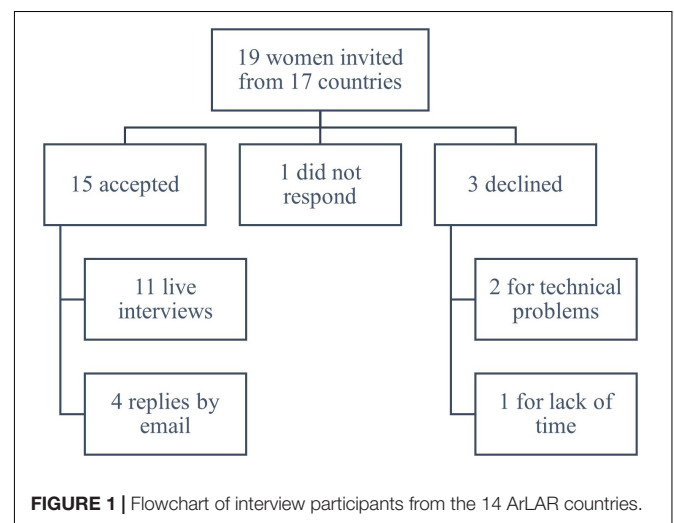 19 women invited
from 17 countries
15 accepted
1 did not
respond
3 declined
11 live
interviews
2 for technical
problems
4 replies by
email
1 for lack of
time
FIGURE 1 | Flowchart of interview participants from the 14 ArLAR countries.